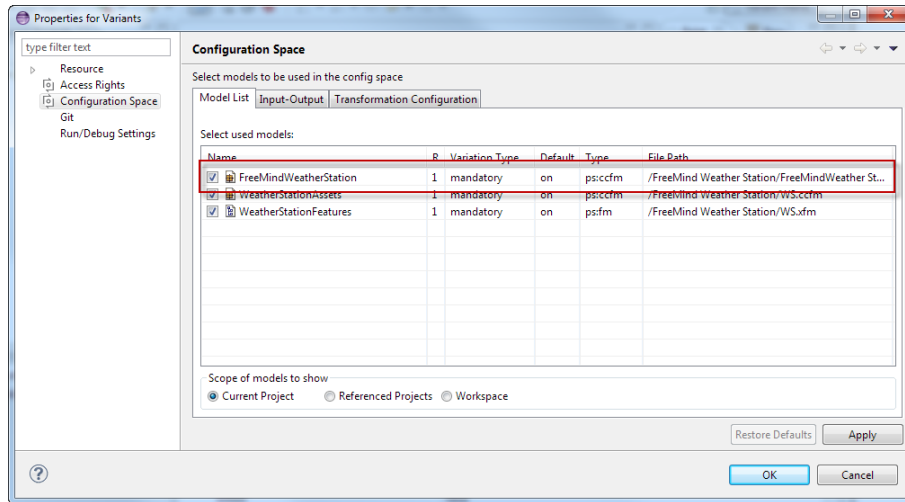 Properties for Variants
type filter text
Resource
Access Rights
Configuration Space
Git
Run/Debug Settings
Configuration Space
Select models to be used in the config space
Model List Input-Output Transformation Configuration
Select used models:
Name R Variation Type Default Type File Path
FreeMindWeatherStation 1 mandatory on ps:ccfm /FreeMind Weather Station/FreeMindWeather St...
WeatherStationAssets 1 mandatory on ps:ccfm /FreeMind Weather Station/WS.ccfm
WeatherStationFeatures 1 mandatory on ps:fm /FreeMind Weather Station/WS.xfm
Scope of models to show
Current Project Referenced Projects Workspace
Restore Defaults Apply
? OK Cancel